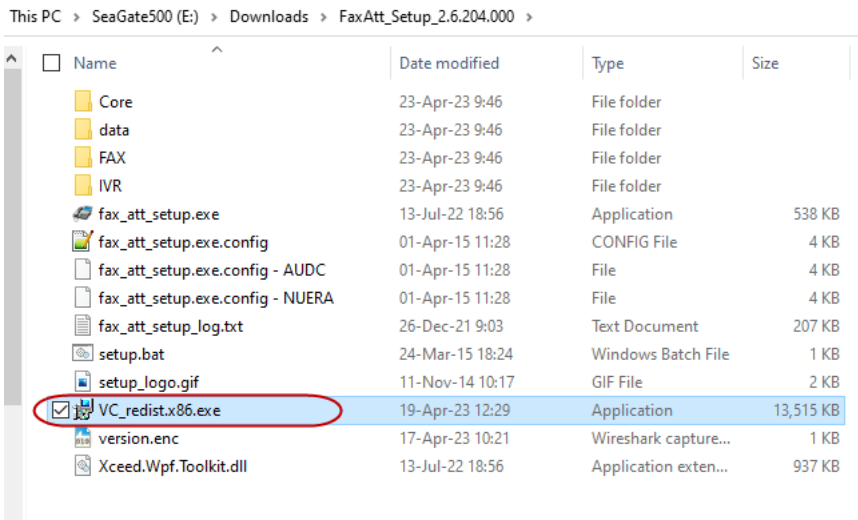 This PC > SeaGate500 (E:) > Downloads > FaxAtt_Setup_2.6.204.000 >
Name Date modified Type Size
Core 23-Apr-23 9:46 File folder
data 23-Apr-23 9:46 File folder
FAX 23-Apr-23 9:46 File folder
IVR 23-Apr-23 9:46 File folder
fax_att_setup.exe 13-Jul-22 18:56 Application 538 KB
fax_att_setup.exe.config 01-Apr-15 11:28 CONFIG File 4 KB
fax_att_setup.exe.config - AUDC 01-Apr-15 11:28 File 4 KB
fax_att_setup.exe.config - NUERA 01-Apr-15 11:28 File 4 KB
fax_att_setup_log.txt 26-Dec-21 9:03 Text Document 207 KB
setup.bat 24-Mar-15 18:24 Windows Batch File 1 KB
setup_logo.gif 11-Nov-14 10:17 GIF File 2 KB
VC_redist.x86.exe 19-Apr-23 12:29 Application 13,515 KB
version.enc 17-Apr-23 10:21 Wireshark capture... 1 KB
Xceed.Wpf.Toolkit.dll 13-Jul-22 18:56 Application exten... 937 KB